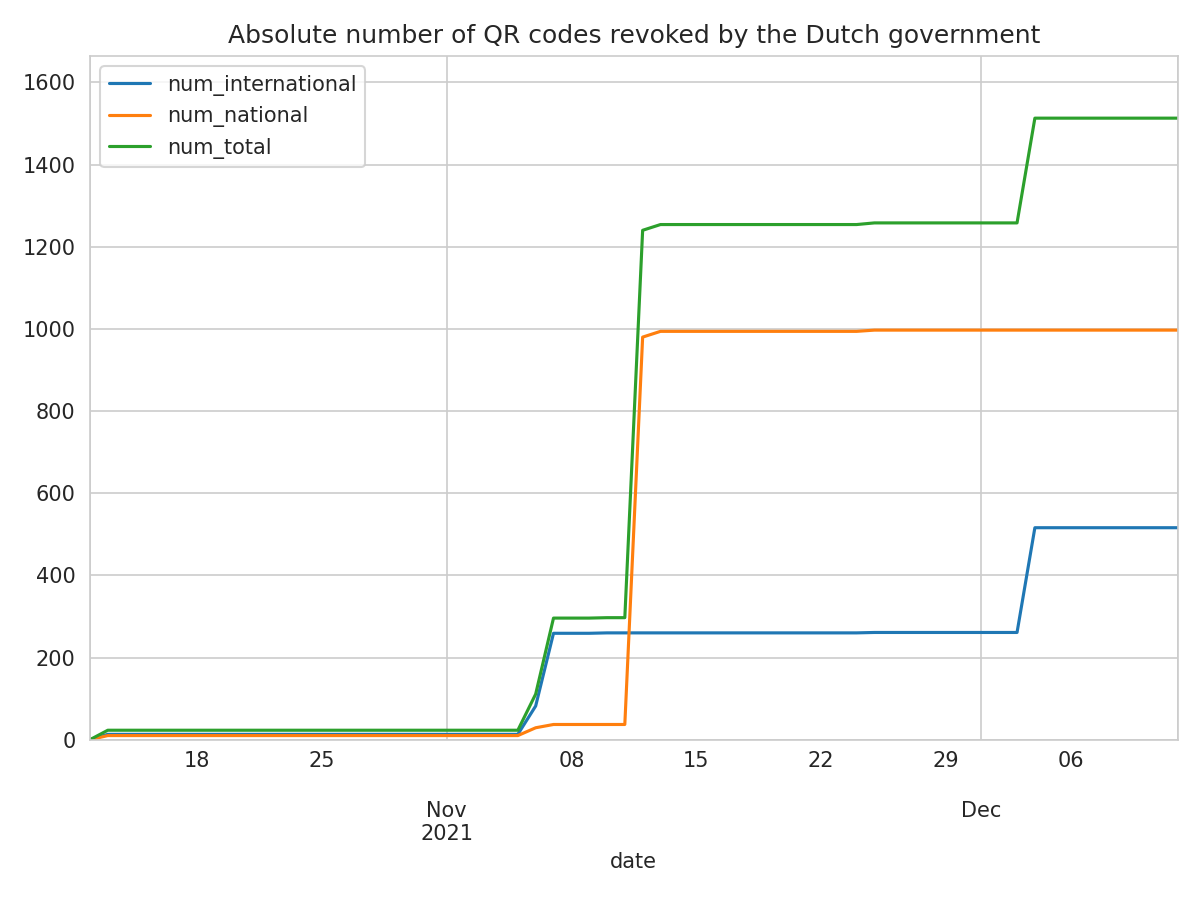 Absolute number of QR codes revoked by the Dutch government
num_international
num_national
num_total
1600
1400
1200
1000
800
600
400
200
0
18 25 08 15 22 29 06
Nov Dec
2021
date